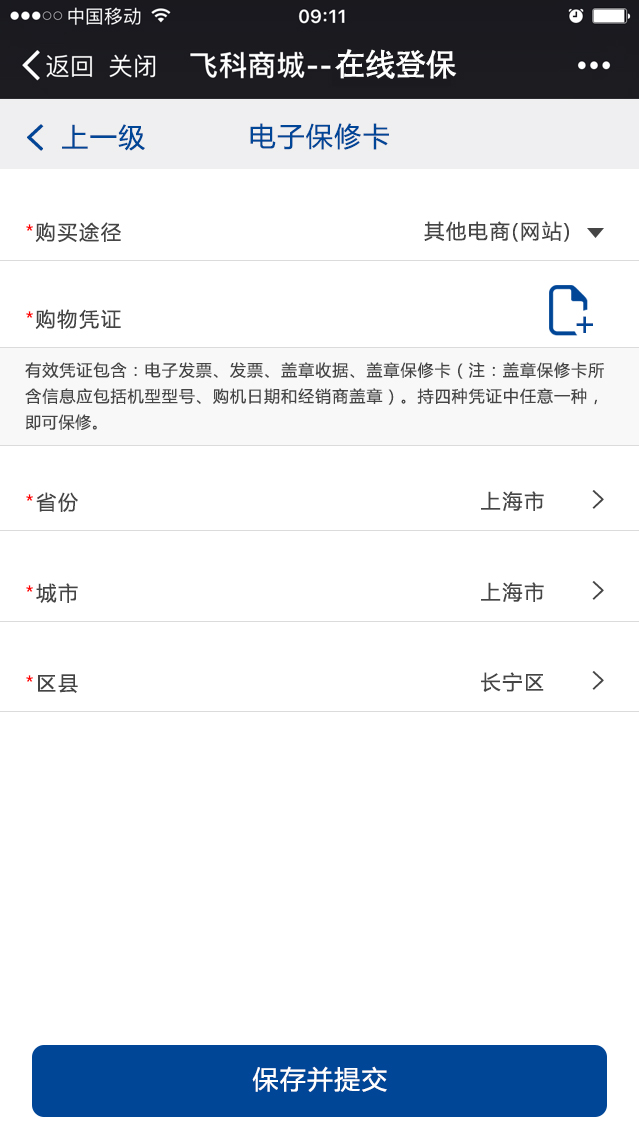 中国移动 09:11
返回 关闭 飞科商城--在线登保
上一级 电子保修卡
*购买途径 其他电商(网站)
*购物凭证
有效凭证包含：电子发票、发票、盖章收据、盖章保修卡（注：盖章保修卡所
含信息应包括机型型号、购机日期和经销商盖章）。持四种凭证中任意一种，
即可保修。
*省份 上海市
*城市 上海市
*区县 长宁区
保存并提交